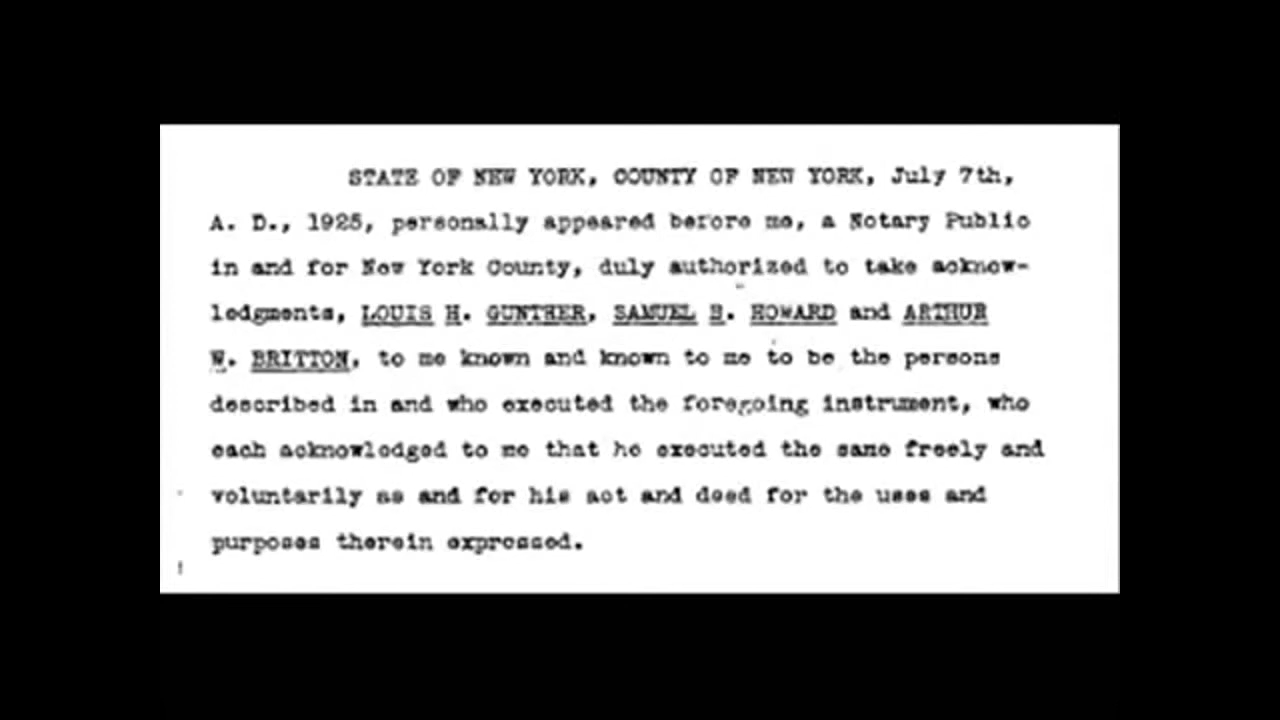 STATE OF NEW YORK, COUNTY OF NEW YORK, July 7th,
A. D., 1925, personally appeared before me, a Notary Public
in and for New York County, duly authorized to take acknow-
ledgments, LOUIS H. GUNTHER, SAMUEL B. HOWARD and ARTHUR
W. BRITTON, to me known and known to me to be the persons
described in and who executed the foregoing instrument, who
each acknowledged to me that he executed the same freely and
voluntarily as and for his act and deed for the uses and
purposes therein expressed.